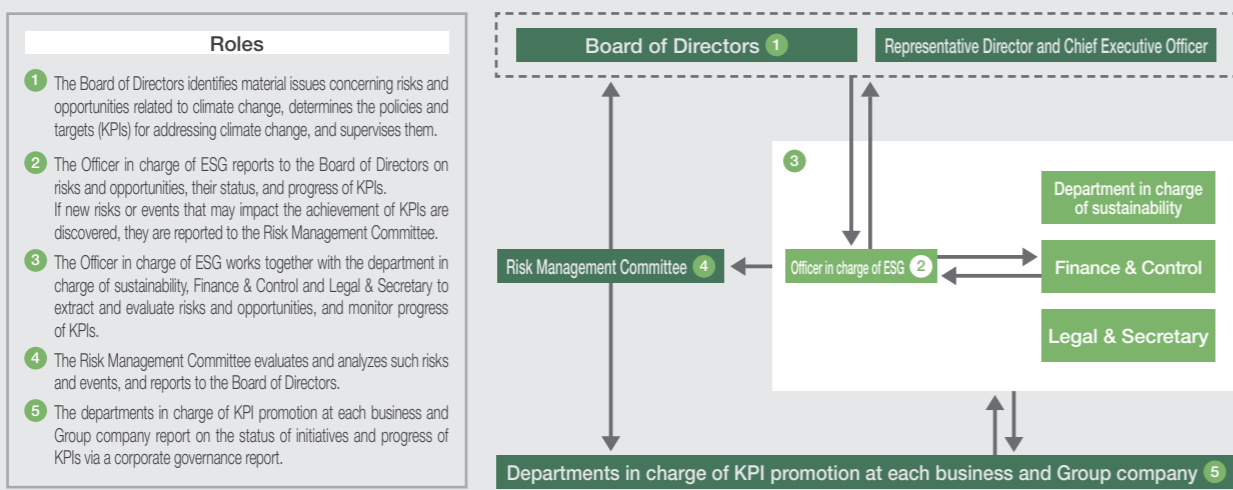 Roles
1 The Board of Directors identifies material issues concerning risks and
opportunities related to climate change, determines the policies and
targets (KPIs) for addressing climate change, and supervises them.
2 The Officer in charge of ESG reports to the Board of Directors on
risks and opportunities, their status, and progress of KPIs.
If new risks or events that may impact the achievement of KPIs are
discovered, they are reported to the Risk Management Committee.
3 The Officer in charge of ESG works together with the department in
charge of sustainability, Finance & Control and Legal & Secretary to
extract and evaluate risks and opportunities, and monitor progress
of KPIs.
4 The Risk Management Committee evaluates and analyzes such risks
and events, and reports to the Board of Directors.
5 The departments in charge of KPI promotion at each business and
Group company report on the status of initiatives and progress of
KPIs via a corporate governance report.
Board of Directors 1
Representative Director and Chief Executive Officer
3
Department in charge
of sustainability
Risk Management Committee 4
Officer in charge of ESG 2
Finance & Control
Legal & Secretary
Departments in charge of KPI promotion at each business and Group company 5